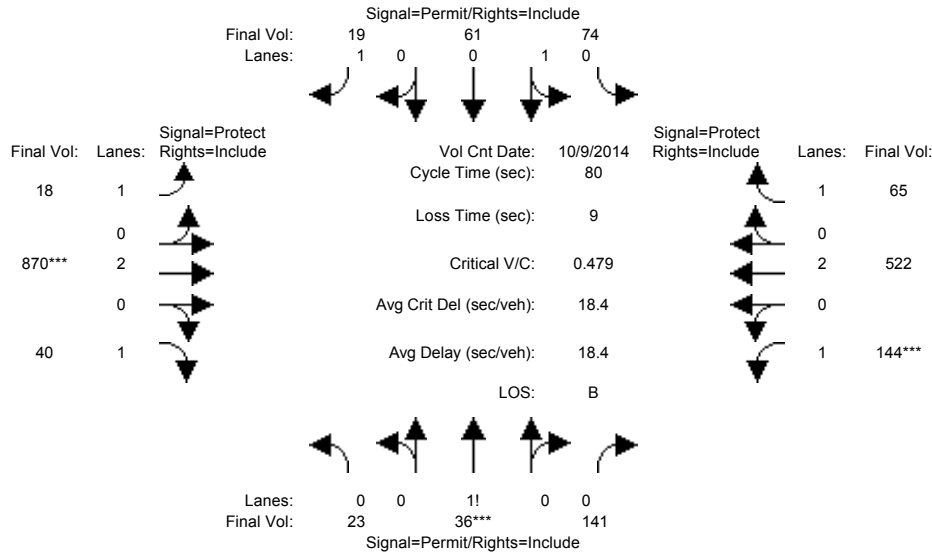 Signal=Permit/Rights=Include
Final Vol: 19 61 74
Lanes: 1 0 0 1 0
Signal=Protect Signal=Protect
Final Vol: Lanes: Rights=Include Vol Cnt Date: 10/9/2014 Rights=Include Lanes: Final Vol:
Cycle Time (sec): 80
18 1 1 65
Loss Time (sec): 9
0 0
870*** 2 Critical V/C: 0.479 2 522
0 Avg Crit Del (sec/veh): 18.4 0
40 1 Avg Delay (sec/veh): 18.4 1 144***
LOS: B
Lanes: 0 0 1! 0 0
Final Vol: 23 36*** 141
Signal=Permit/Rights=Include